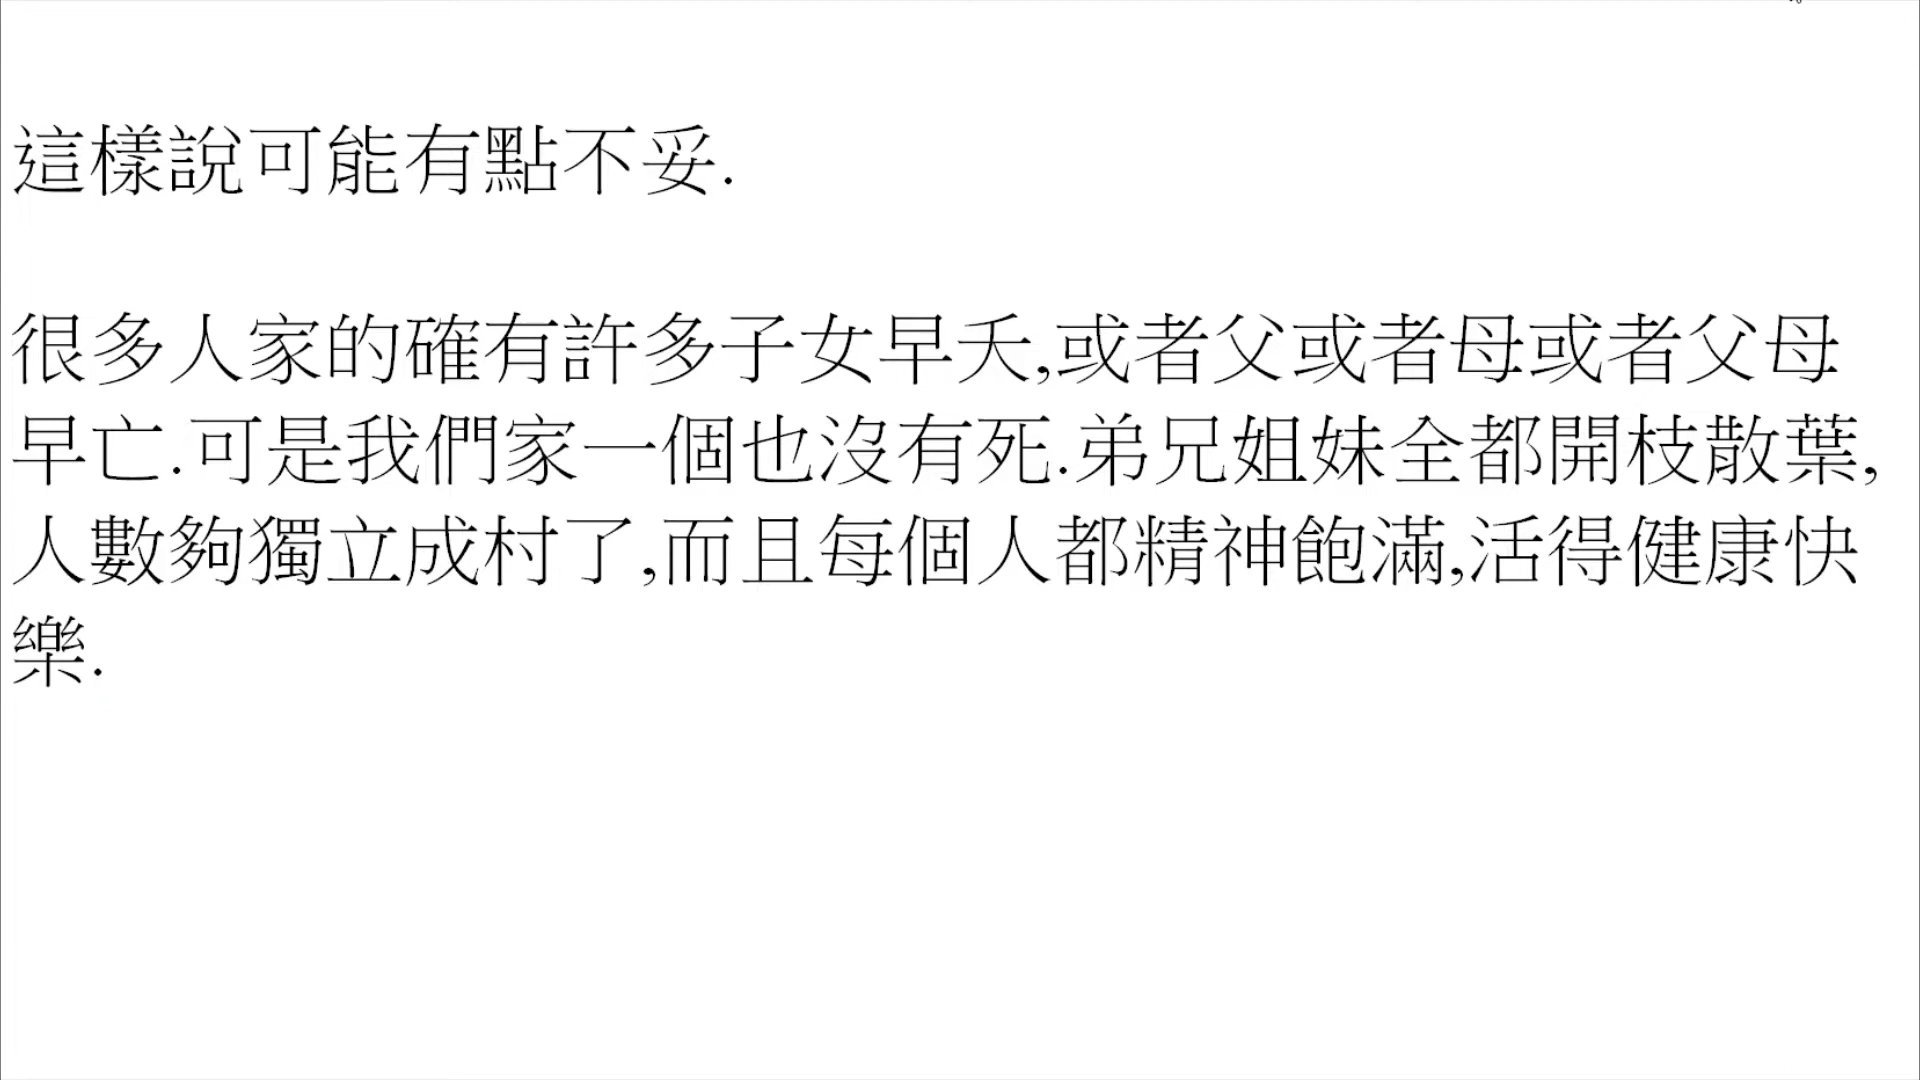 這樣說可能有點不妥.
很多人家的確有許多子女早夭,或者父或者母或者父母
早亡.可是我們家一個也沒有死.弟兄姐妹全都開枝散葉,
人數夠獨立成村了,而且每個人都精神飽滿,活得健康快
樂.